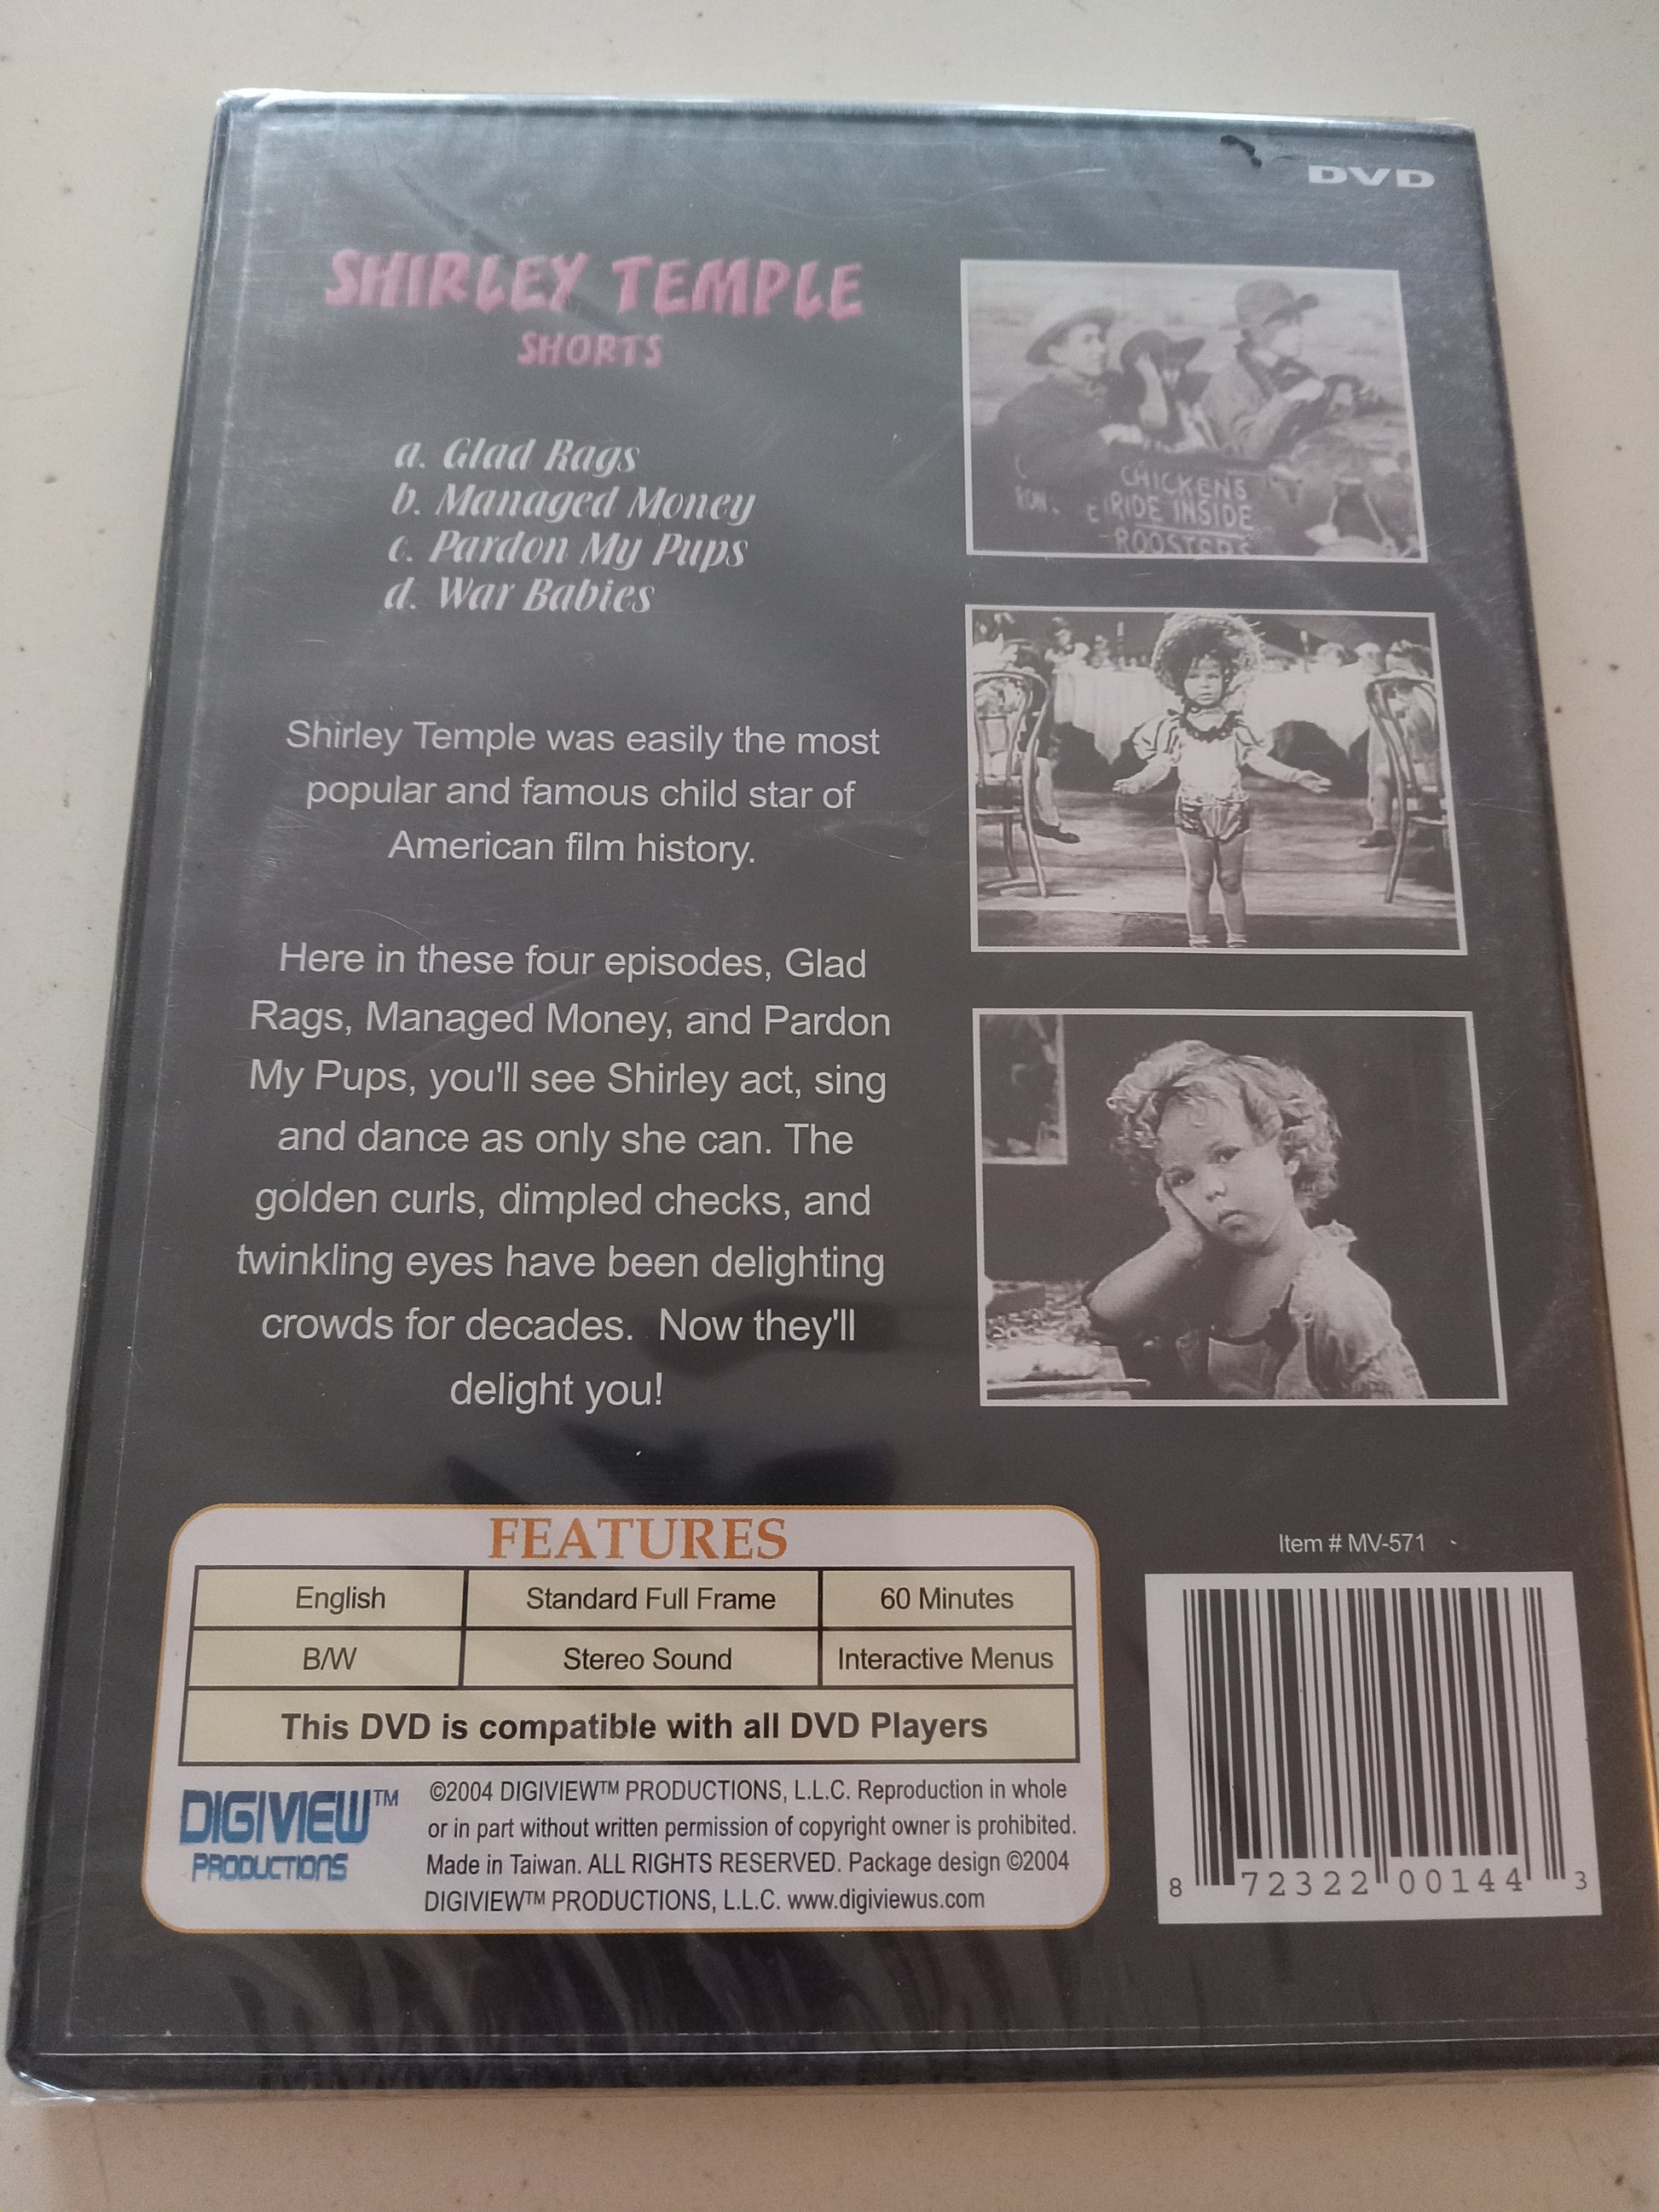 DVD
SHIRLEY TEMPLE
SHORTS
a. Glad Rags
b. Managed Money
c. Pardon My Pups
d. War Babies
Shirley Temple was easily the most
popular and famous child star of
American film history.
Here in these four episodes, Glad
Rags, Managed Money, and Pardon
My Pups, you'll see Shirley act, sing
and dance as only she can. The
golden curls, dimpled checks, and
twinkling eyes have been delighting
crowds for decades. Now they'll
delight you!
CHICKENS
RIDE INSIDE
ROOSTERS
FEATURES
English
Standard Full Frame
60 Minutes
B/W
Stereo Sound
Interactive Menus
This DVD is compatible with all DVD Players
DIGIVIEW™
PRODUCTIONS
©2004 DIGIVIEW™ PRODUCTIONS, L.L.C. Reproduction in whole
or in part without written permission of copyright owner is prohibited.
Made in Taiwan. ALL RIGHTS RESERVED. Package design ©2004
DIGIVIEW™ PRODUCTIONS, L.L.C. www.digiviewus.com
Item # MV-571
8 72322 00144 3